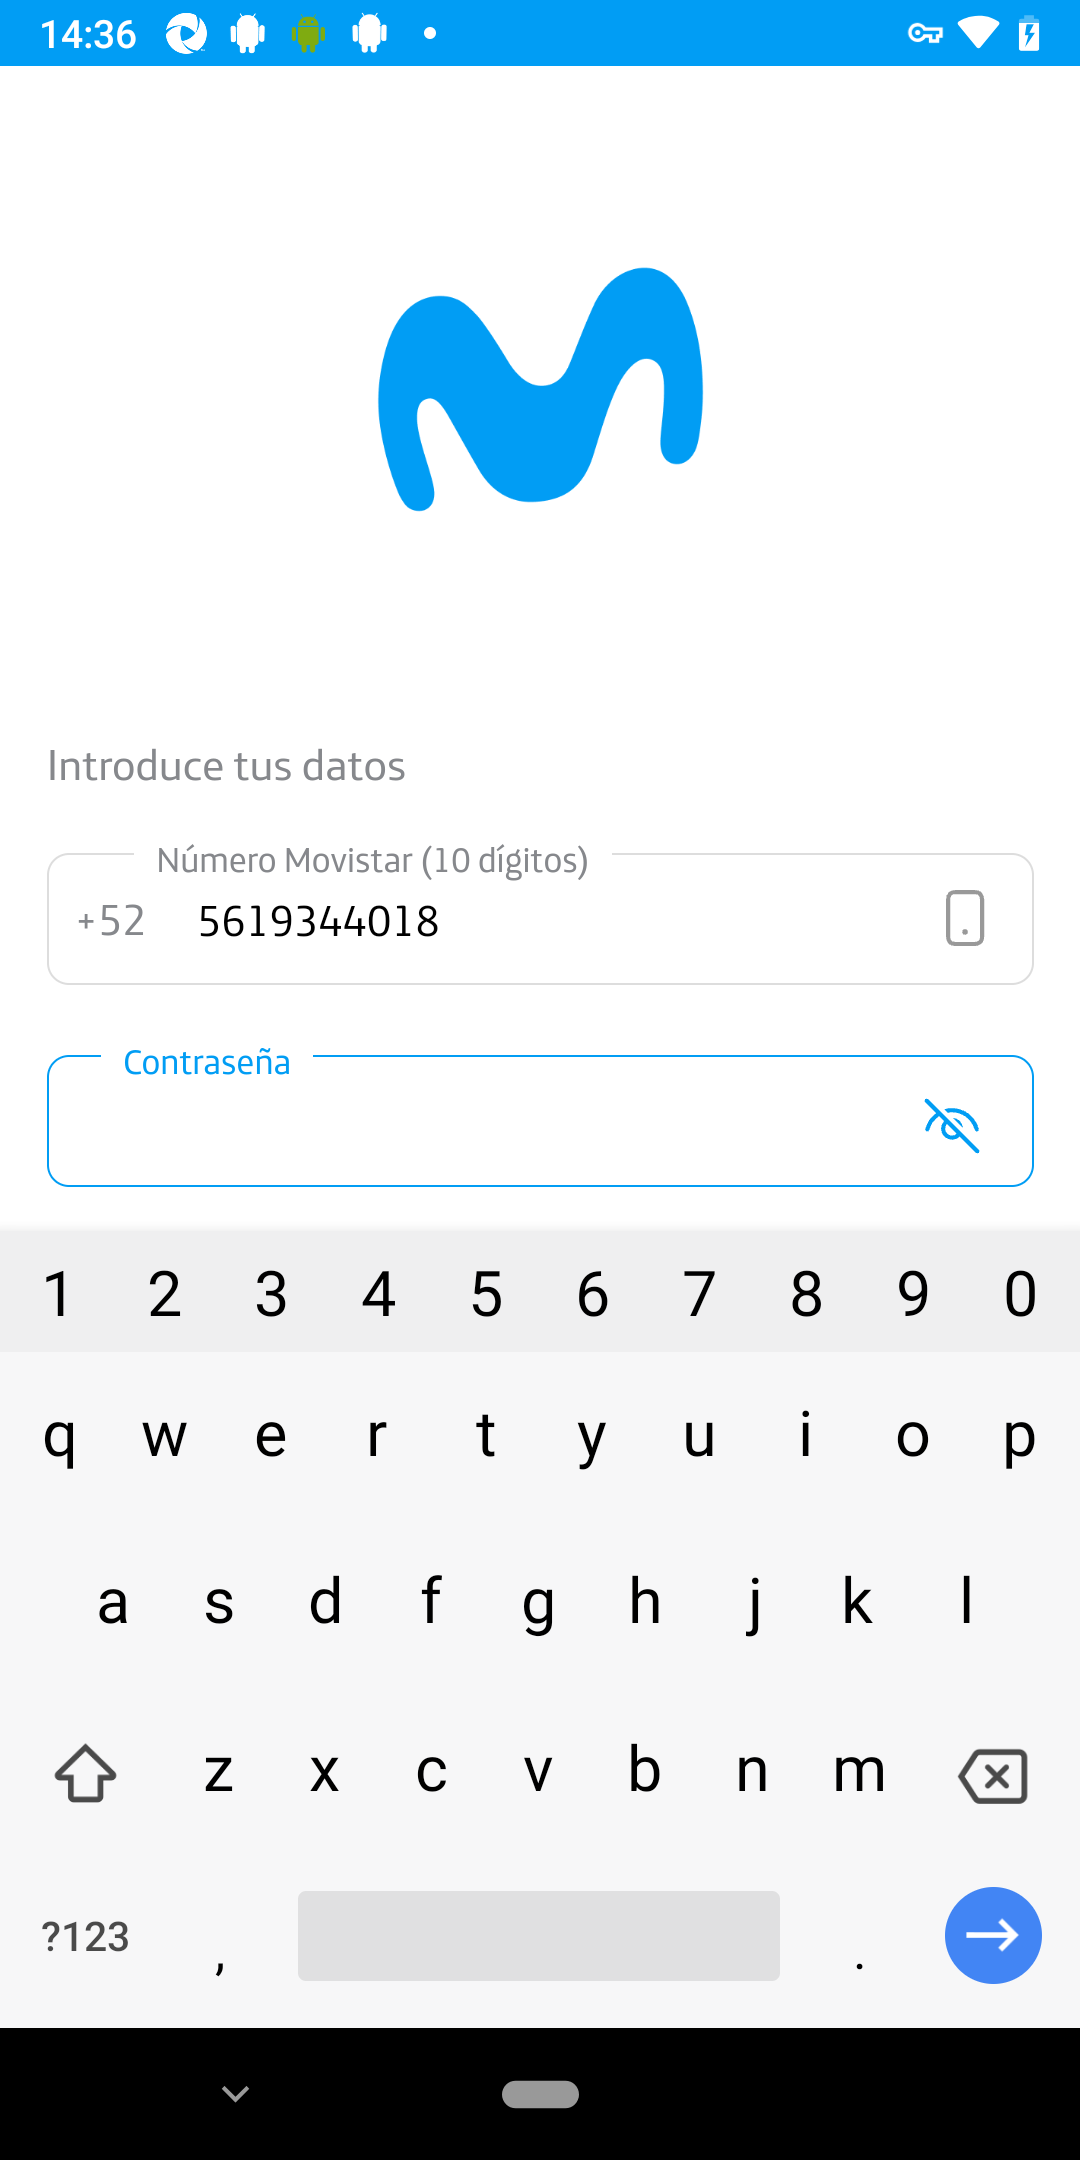 14:36
Introduce tus datos
Número Movistar (10 dígitos)
+52 5619344018
Contraseña
1 2 3 4 5 6 7 8 9 0
q w e r t y u i o p
a s d f g h j k l
z x c v b n m
?123 , .